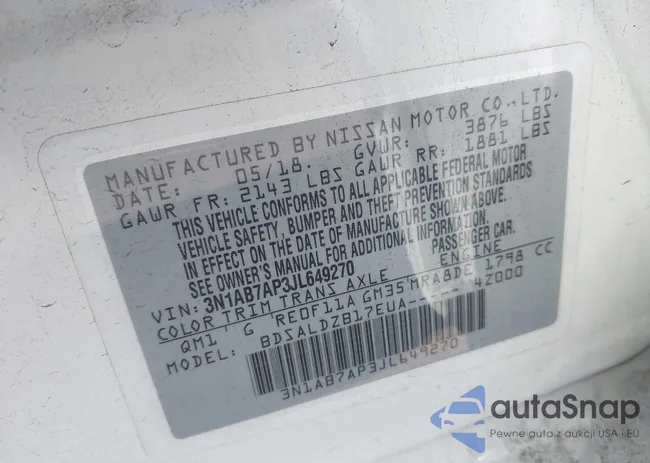 MANUFACTURED BY NISSAN MOTOR CO.,LTD.
DATE: 05/18. GVWR: 3876 LBS
GAWR FR: 2143 LBS GAWR RR: 1881 LBS
THIS VEHICLE CONFORMS TO ALL APPLICABLE FEDERAL MOTOR
VEHICLE SAFETY, BUMPER AND THEFT PREVENTION STANDARDS
IN EFFECT ON THE DATE OF MANUFACTURE SHOWN ABOVE.
SEE OWNER'S MANUAL FOR ADDITIONAL INFORMATION.
VIN: 3N1AB7AP3JL649270 PASSENGER CAR.
COLOR TRIM TRANS AXLE ENGINE
QM1 G RE0F11A GM35 MRA8DE 1798 CC
MODEL: BDSALDZB17EUA----- 4Z000
3N1AB7AP3JL649270
autaSnap
Pewne auta z aukcji USA i EU